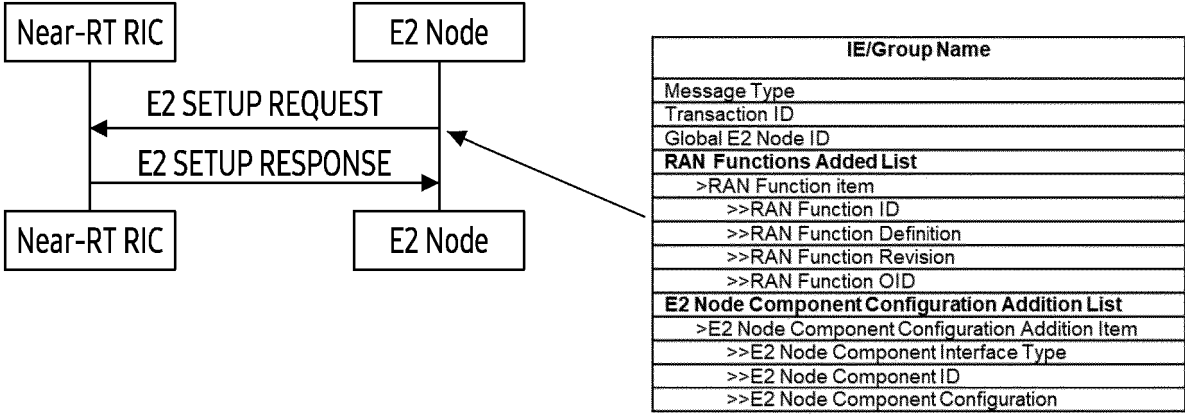 Near-RT RIC
E2 Node
E2 SETUP REQUEST
E2 SETUP RESPONSE
Near-RT RIC
E2 Node
IE/Group Name
Message Type
Transaction ID
Global E2 Node ID
RAN Functions Added List
>RAN Function item
>>RAN Function ID
>>RAN Function Definition
>>RAN Function Revision
>>RAN Function OID
E2 Node Component Configuration Addition List
>E2 Node Component Configuration Addition Item
>>E2 Node Component Interface Type
>>E2 Node Component ID
>>E2 Node Component Configuration